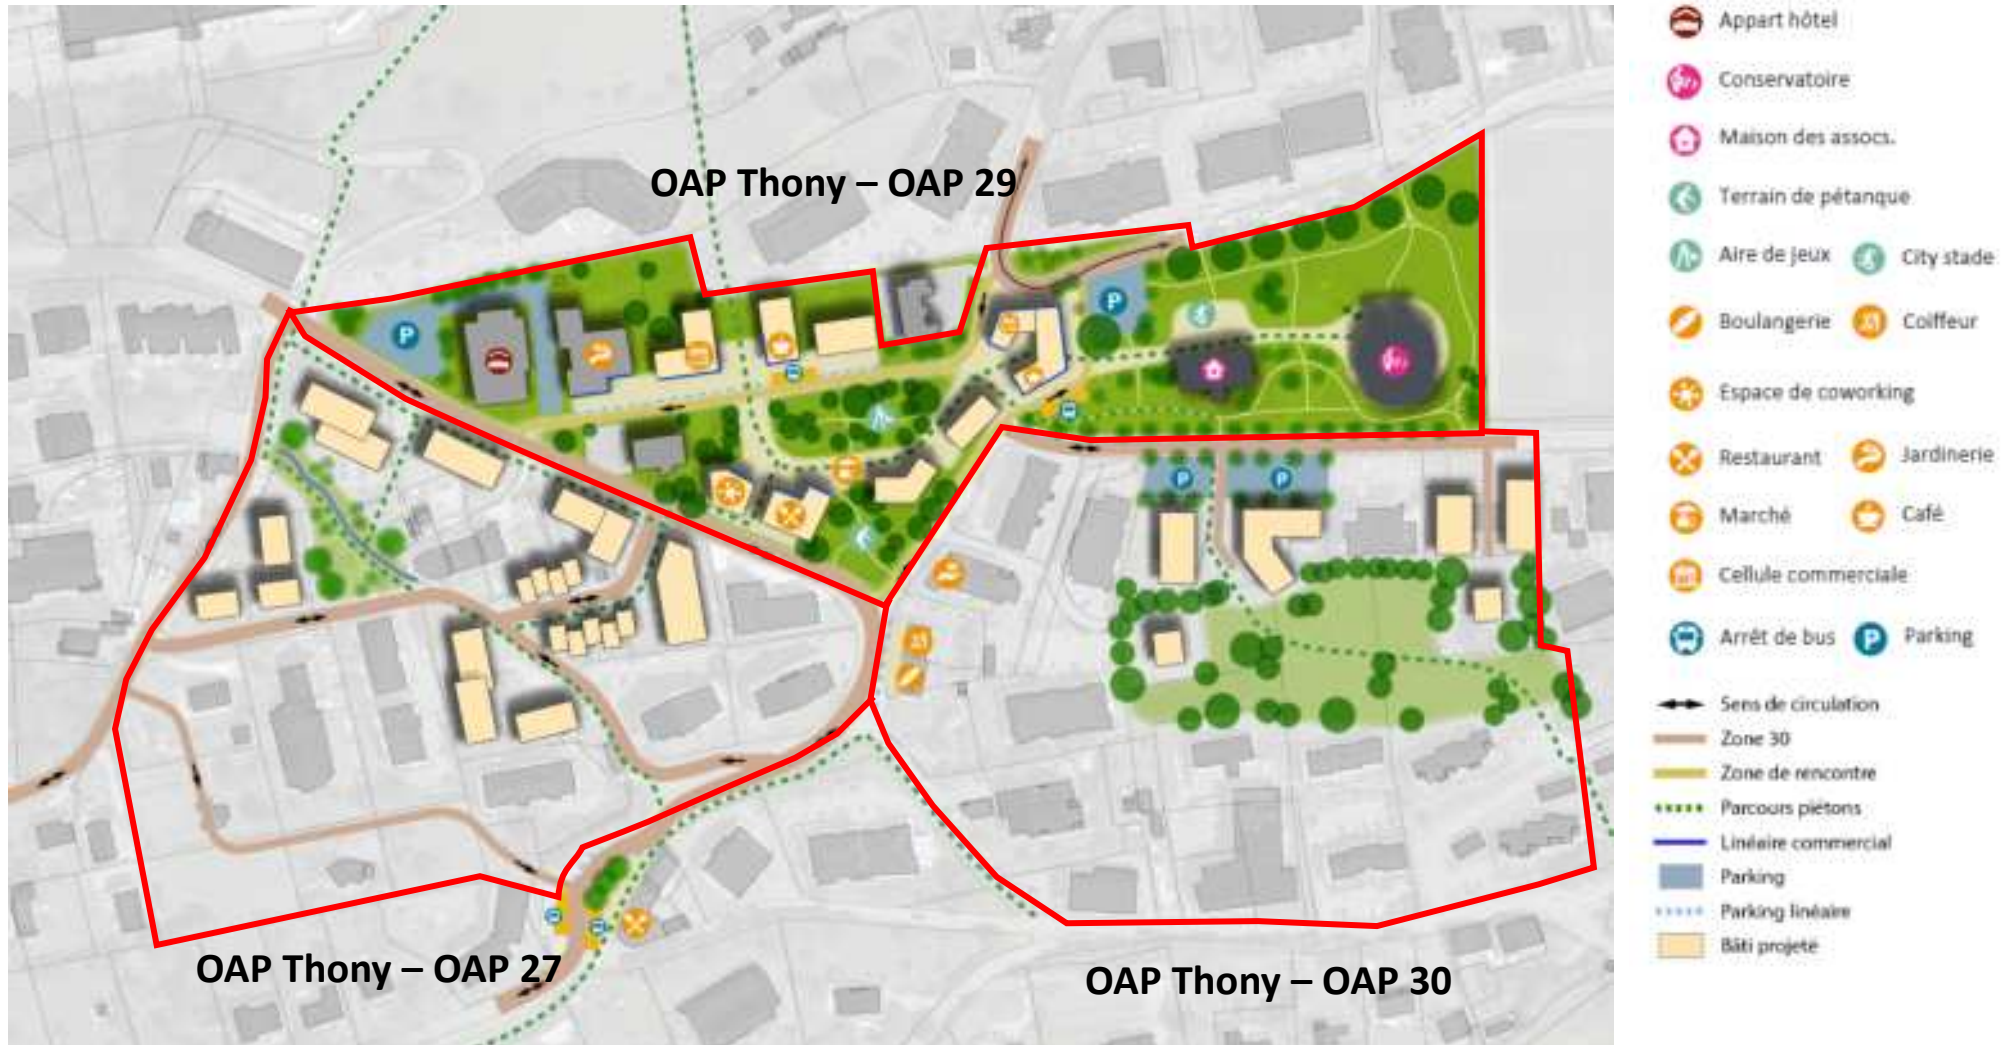 OAP Thony – OAP 29
OAP Thony – OAP 27
OAP Thony – OAP 30
P
P
P
P
Appart hôtel
Conservatoire
Maison des assocs.
Terrain de pétanque
Aire de jeux
City stade
Boulangerie
Coiffeur
Espace de coworking
Restaurant
Jardinerie
Marché
Café
Cellule commerciale
Arrêt de bus
P Parking
Sens de circulation
Zone 30
Zone de rencontre
Parcours piétons
Linéaire commercial
Parking
Parking linéaire
Bâti projeté